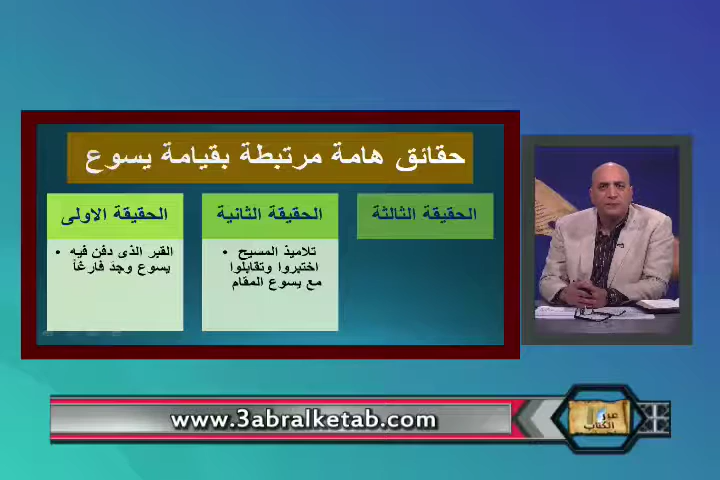 حقائق هامة مرتبطة بقيامة يسوع
الحقيقة الاولى
الحقيقة الثانية
الحقيقة الثالثة
• القبر الذى دفن فيه
يسوع وجدَ فارغاً
• تلاميذ المسيح
اختبروا وتقابلوا
مع يسوع المقام
www.3abralketab.com
عبر
الكتاب